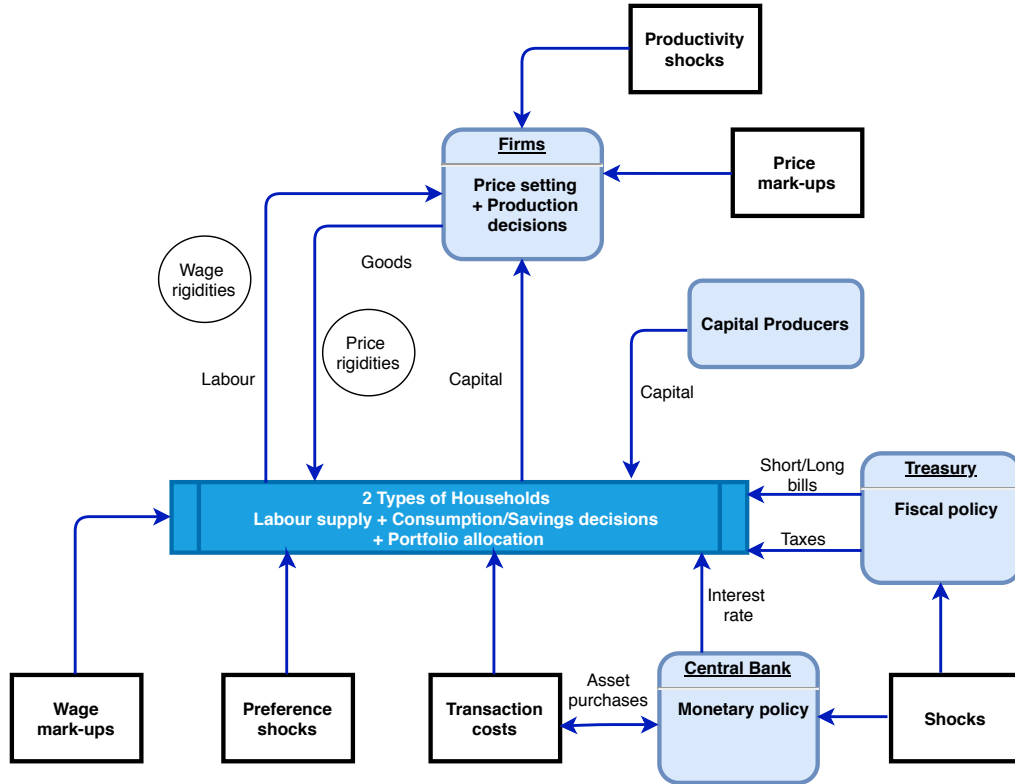 Productivity
shocks
Firms
Price setting
+ Production
decisions
Price
mark-ups
Wage
rigidities
Goods
Price
rigidities
Labour
Capital
Capital Producers
Capital
2 Types of Households
Labour supply + Consumption/Savings decisions
+ Portfolio allocation
Short/Long
bills
Treasury
Fiscal policy
Taxes
Interest
rate
Wage
mark-ups
Preference
shocks
Transaction
costs
Asset
purchases
Central Bank
Monetary policy
Shocks